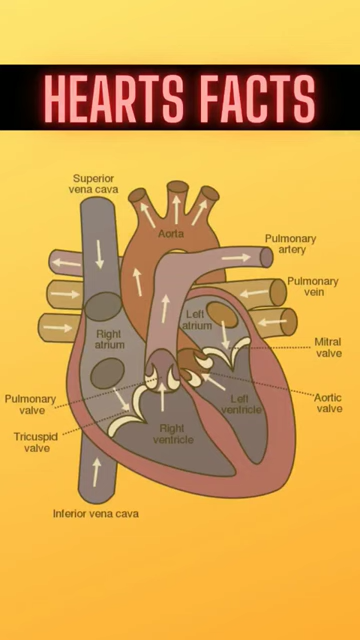 HEARTS FACTS
Superior
vena cava
Aorta
Pulmonary
artery
Pulmonary
vein
Left
atrium
Right
atrium
Mitral
valve
Pulmonary
valve
Left
ventricle
Aortic
valve
Tricuspid
valve
Right
ventricle
Inferior vena cava